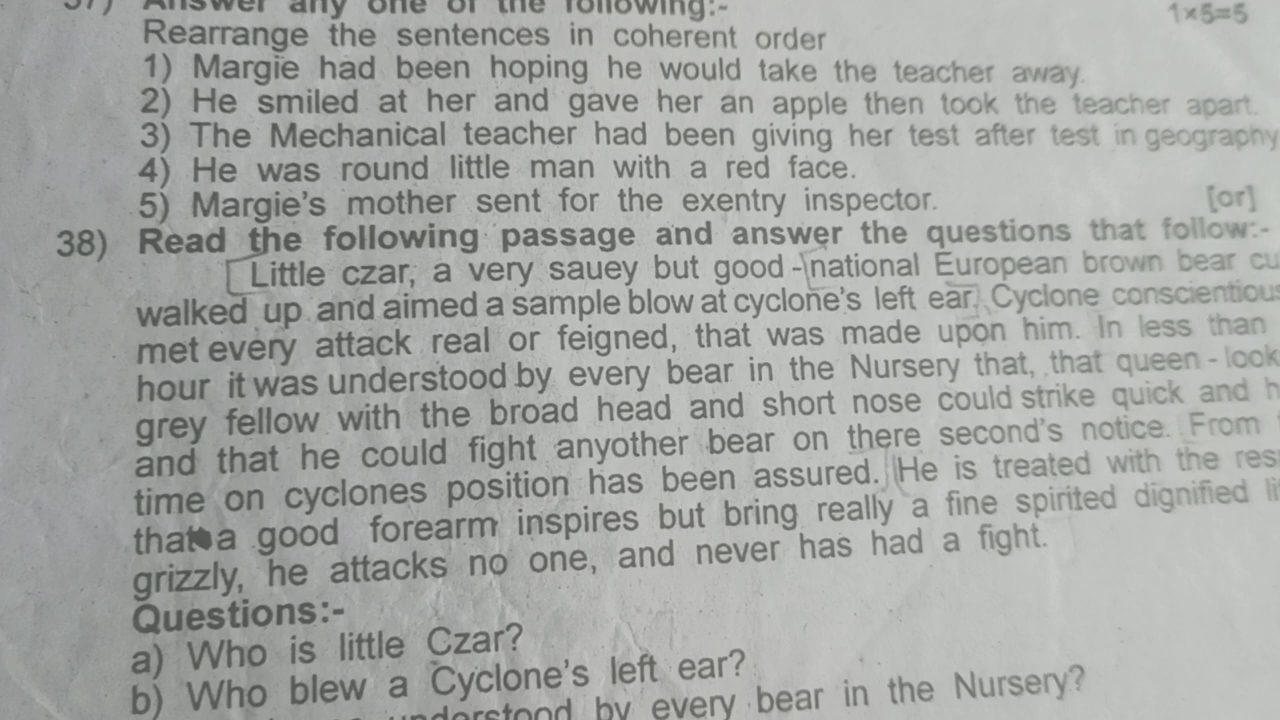 37) Answer any one of the following:-
1×5=5
Rearrange the sentences in coherent order
1) Margie had been hoping he would take the teacher away.
2) He smiled at her and gave her an apple then took the teacher apart.
3) The Mechanical teacher had been giving her test after test in geography
4) He was round little man with a red face.
5) Margie's mother sent for the exentry inspector.
[or]
38) Read the following passage and answer the questions that follow:-
Little czar, a very sauey but good - national European brown bear cu
walked up and aimed a sample blow at cyclone's left ear. Cyclone conscientious
met every attack real or feigned, that was made upon him. In less than
hour it was understood by every bear in the Nursery that, that queen - look
grey fellow with the broad head and short nose could strike quick and h
and that he could fight anyother bear on there second's notice. From
time on cyclones position has been assured. He is treated with the res
that a good forearm inspires but bring really a fine spirited dignified li
grizzly, he attacks no one, and never has had a fight.
Questions:-
a) Who is little Czar?
b) Who blew a Cyclone's left ear?
understood by every bear in the Nursery?